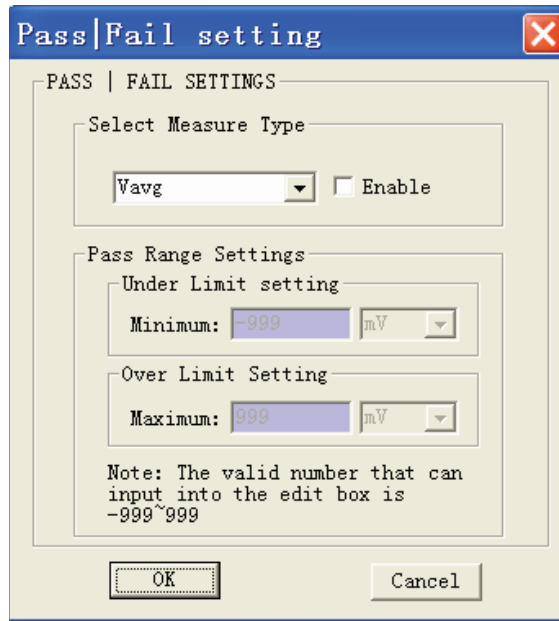 Pass|Fail setting
PASS | FAIL SETTINGS
Select Measure Type
Vavg
Enable
Pass Range Settings
Under Limit setting
Minimum: -999 mV
Over Limit Setting
Maximum: 999 mV
Note: The valid number that can
input into the edit box is
-999~999
OK
Cancel